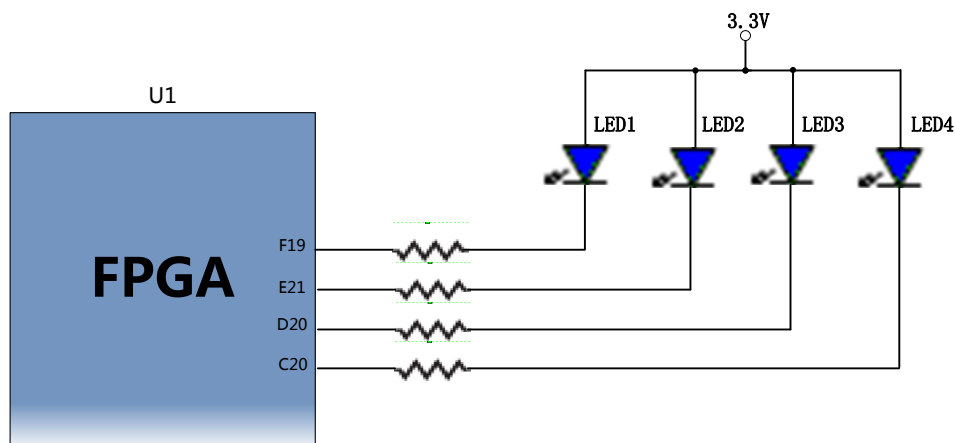 3.3V
U1
LED1
LED2
LED3
LED4
F19
FPGA
E21
D20
C20